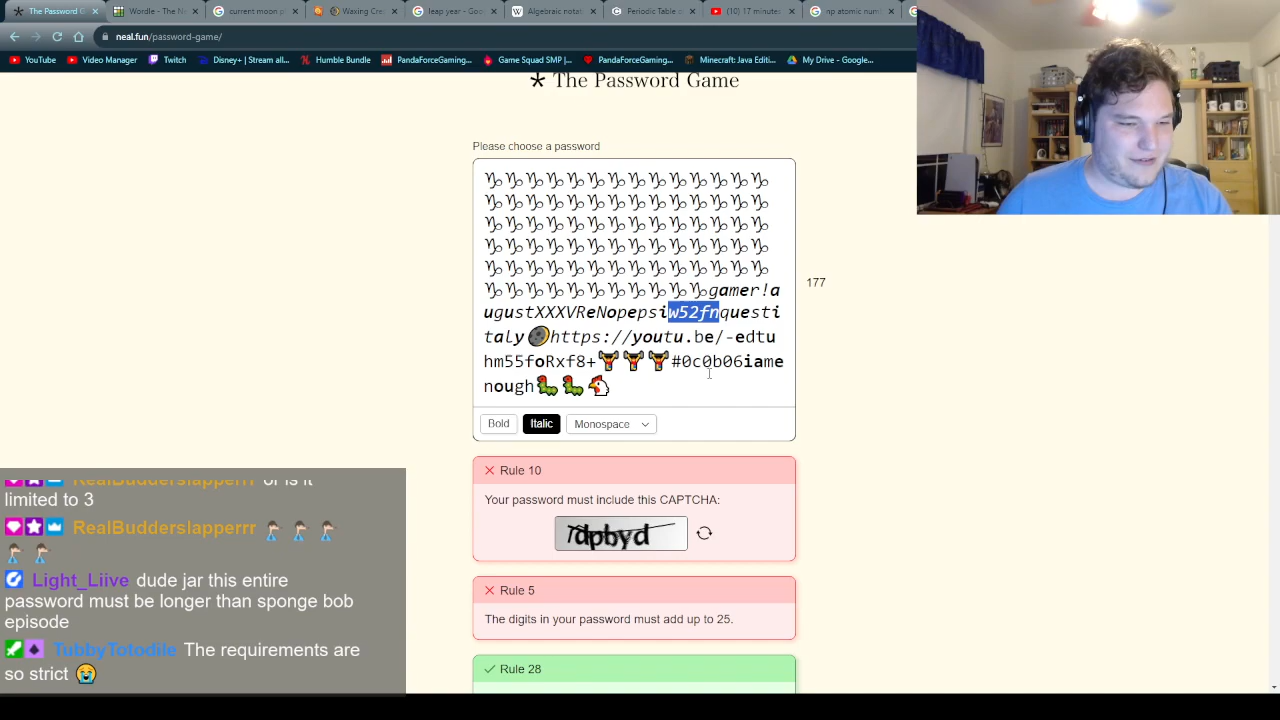 The Password G
Wordle - The Ne
current moon p
Waxing Cre
leap year - Goo
Algebraic nota
Periodic Table o
(10) 17 minute
np atomic num
neal.fun/password-game/
YouTube
Video Manager
Twitch
Disney+ | Stream all...
Humble Bundle
PandaForceGaming...
Game Squad SMP |...
PandaForceGaming...
Minecraft: Java Editi...
My Drive - Google...
* The Password Game
Please choose a password
♑♑♑♑♑♑♑♑♑♑♑♑♑♑
♑♑♑♑♑♑♑♑♑♑♑♑♑♑
♑♑♑♑♑♑♑♑♑♑♑♑♑♑
♑♑♑♑♑♑♑♑♑♑♑♑♑♑
♑♑♑♑♑♑♑♑♑♑♑♑♑♑
♑♑♑♑♑♑♑♑♑♑♑gamer!a
ugustXXXVReNopepsiw52fnquesti
taly🌘https://youtu.be/-edtu
hm55foRxf8+🏋️🏋️🏋️#0c0b06iame
nough🐛🐛🐔
177
Bold
Italic
Monospace
Rule 10
Your password must include this CAPTCHA:
dpbyd
Rule 5
The digits in your password must add up to 25.
Rule 28
RealBudderslapperrr or is it
limited to 3
RealBudderslapperrr
Light_Liive dude jar this entire
password must be longer than sponge bob
episode
TubbyTotodile The requirements are
so strict 😭